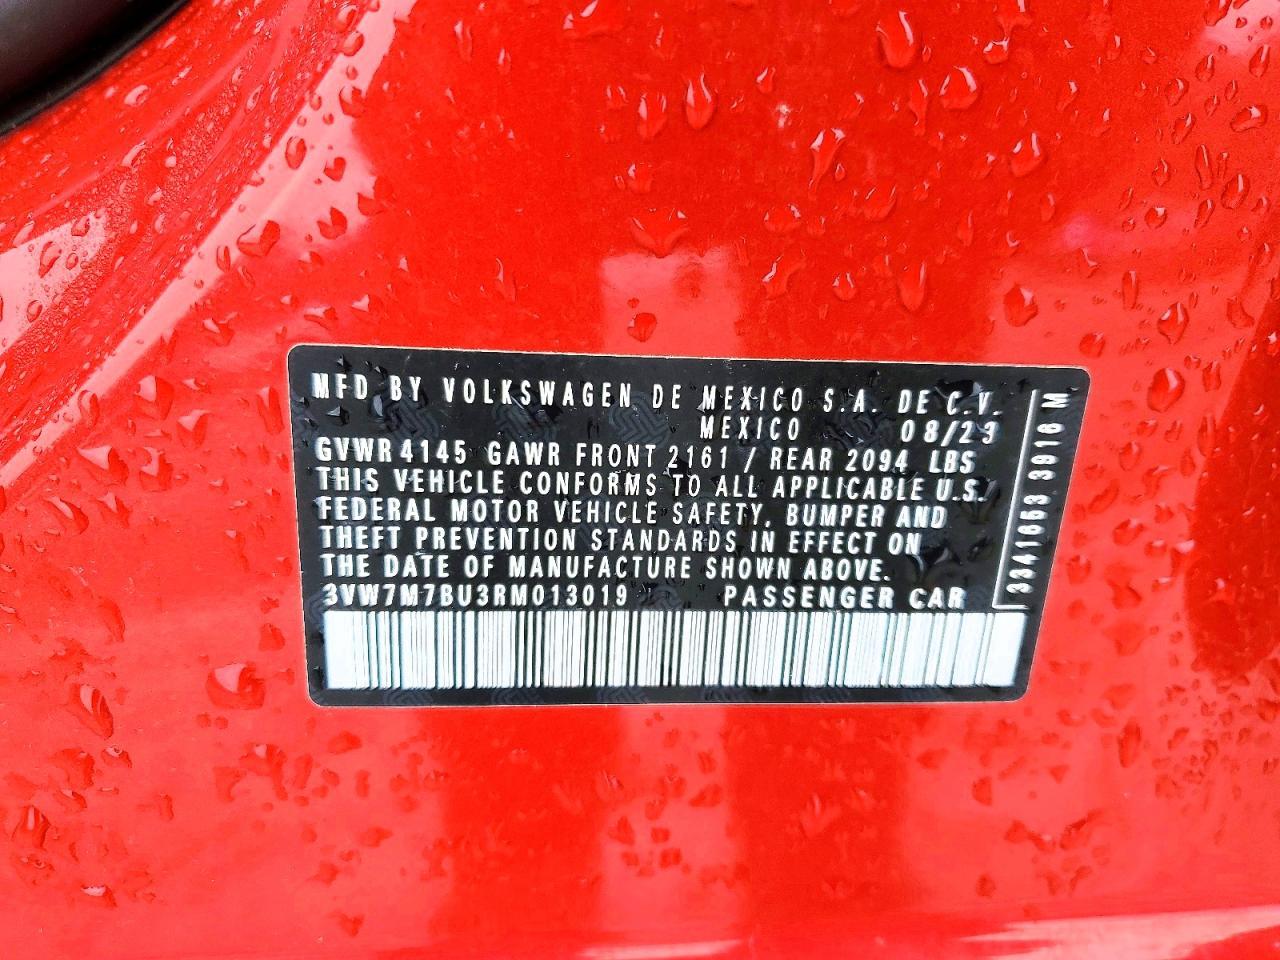 MFD BY VOLKSWAGEN DE MEXICO S.A. DE C.V.
MEXICO 08/23
GVWR 4145 GAWR FRONT 2161 / REAR 2094 LBS
THIS VEHICLE CONFORMS TO ALL APPLICABLE U.S.
FEDERAL MOTOR VEHICLE SAFETY, BUMPER AND
THEFT PREVENTION STANDARDS IN EFFECT ON
THE DATE OF MANUFACTURE SHOWN ABOVE.
3VW7M7BU3RM013019 PASSENGER CAR
3341653 3916 M